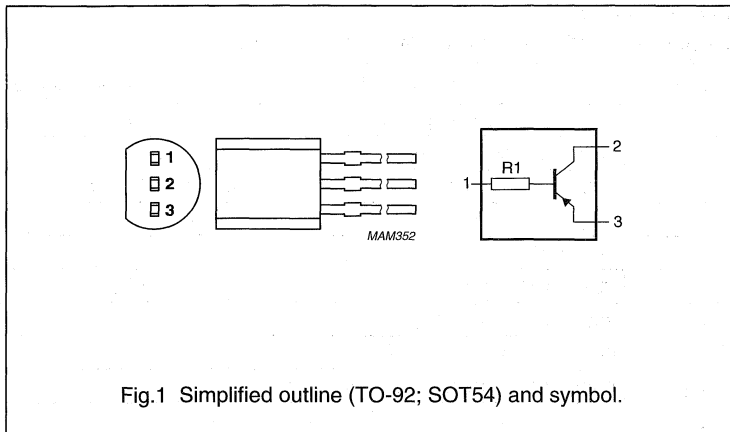 1
2
3
MAM352
R1
1
2
3
Fig.1 Simplified outline (TO-92; SOT54) and symbol.